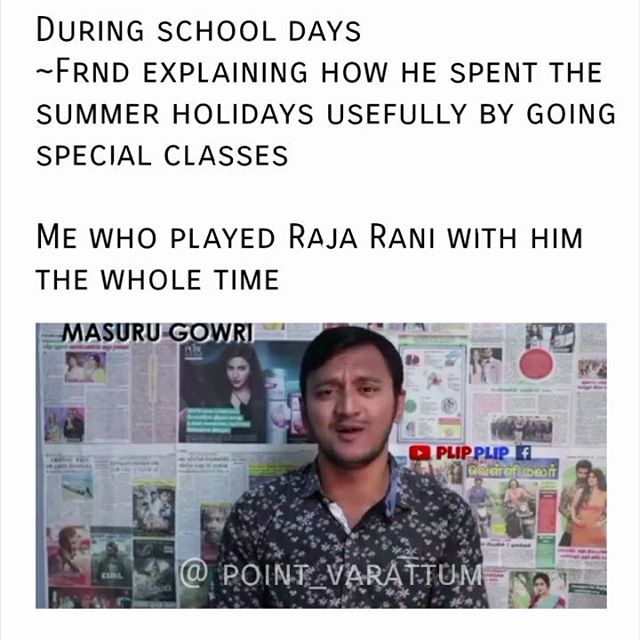 DURING SCHOOL DAYS
~FRND EXPLAINING HOW HE SPENT THE
SUMMER HOLIDAYS USEFULLY BY GOING
SPECIAL CLASSES
ME WHO PLAYED RAJA RANI WITH HIM
THE WHOLE TIME
MASURU GOWRI
PLIP PLIP f
வெள்ளி மலர்
@ POINT_VARATTUM